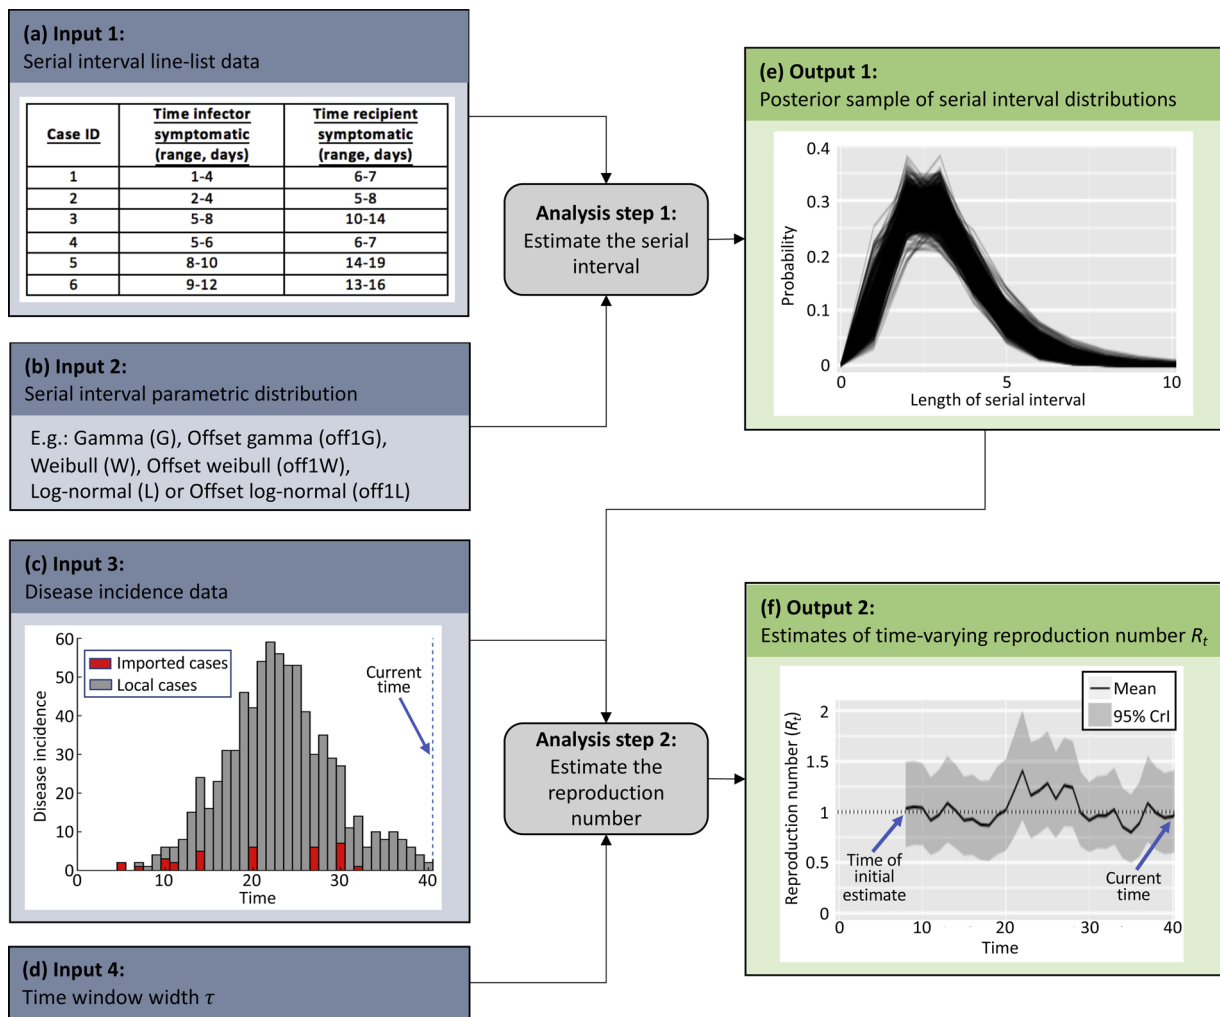 (a) Input 1:
Serial interval line-list data
Case ID
Time infector
symptomatic
(range, days)
Time recipient
symptomatic
(range, days)
1 1-4 6-7
2 2-4 5-8
3 5-8 10-14
4 5-6 6-7
5 8-10 14-19
6 9-12 13-16
(b) Input 2:
Serial interval parametric distribution
E.g.: Gamma (G), Offset gamma (off1G),
Weibull (W), Offset weibull (off1W),
Log-normal (L) or Offset log-normal (off1L)
(c) Input 3:
Disease incidence data
60
50
40
30
20
10
0
Disease incidence
Imported cases
Local cases
Current
time
0 10 20 30 40
Time
(d) Input 4:
Time window width τ
Analysis step 1:
Estimate the serial
interval
Analysis step 2:
Estimate the
reproduction
number
(e) Output 1:
Posterior sample of serial interval distributions
0.4
0.3
0.2
0.1
0
Probability
0 5 10
Length of serial interval
(f) Output 2:
Estimates of time-varying reproduction number Rt
Mean
95% CrI
2
1.5
1
0.5
0
Reproduction number (Rt)
Time of
initial
estimate
Current
time
0 10 20 30 40
Time